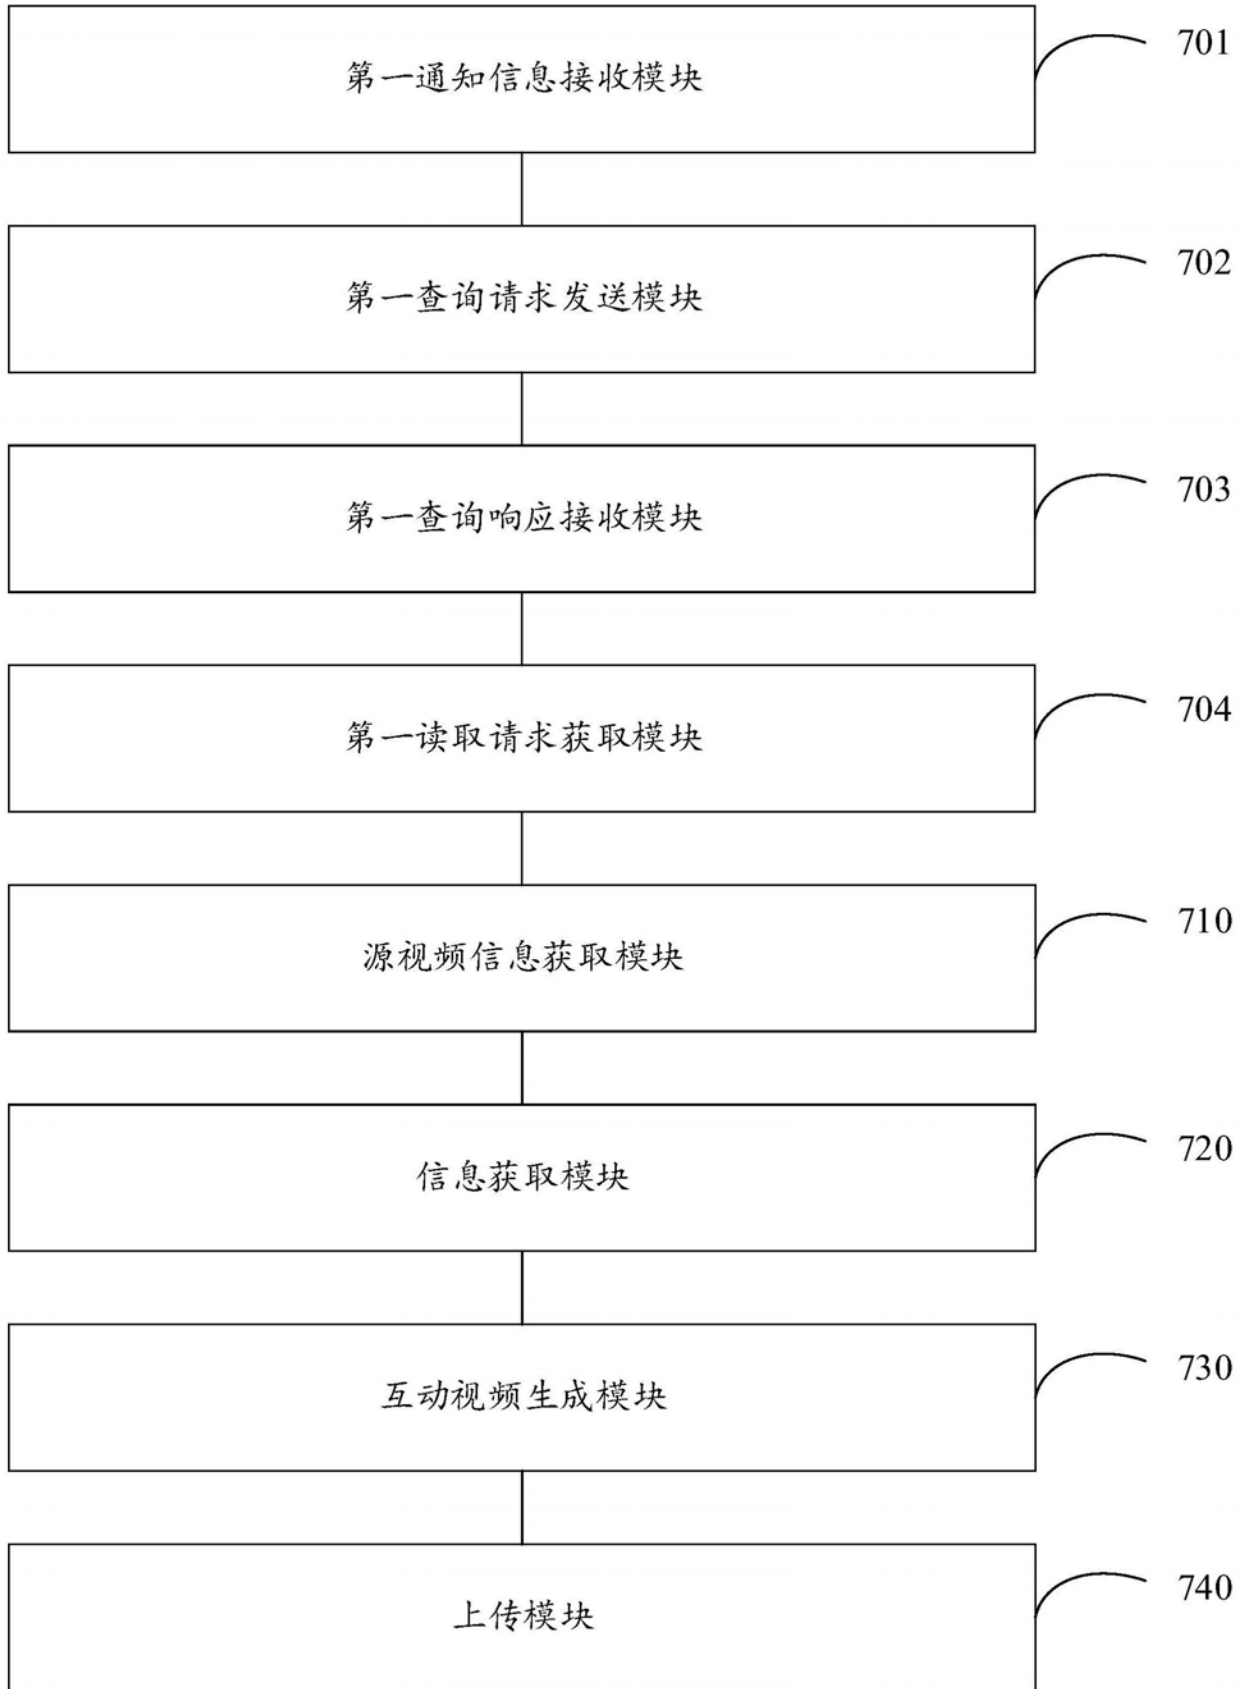 第一通知信息接收模块
701
第一查询请求发送模块
702
第一查询响应接收模块
703
第一读取请求获取模块
704
源视频信息获取模块
710
信息获取模块
720
互动视频生成模块
730
上传模块
740